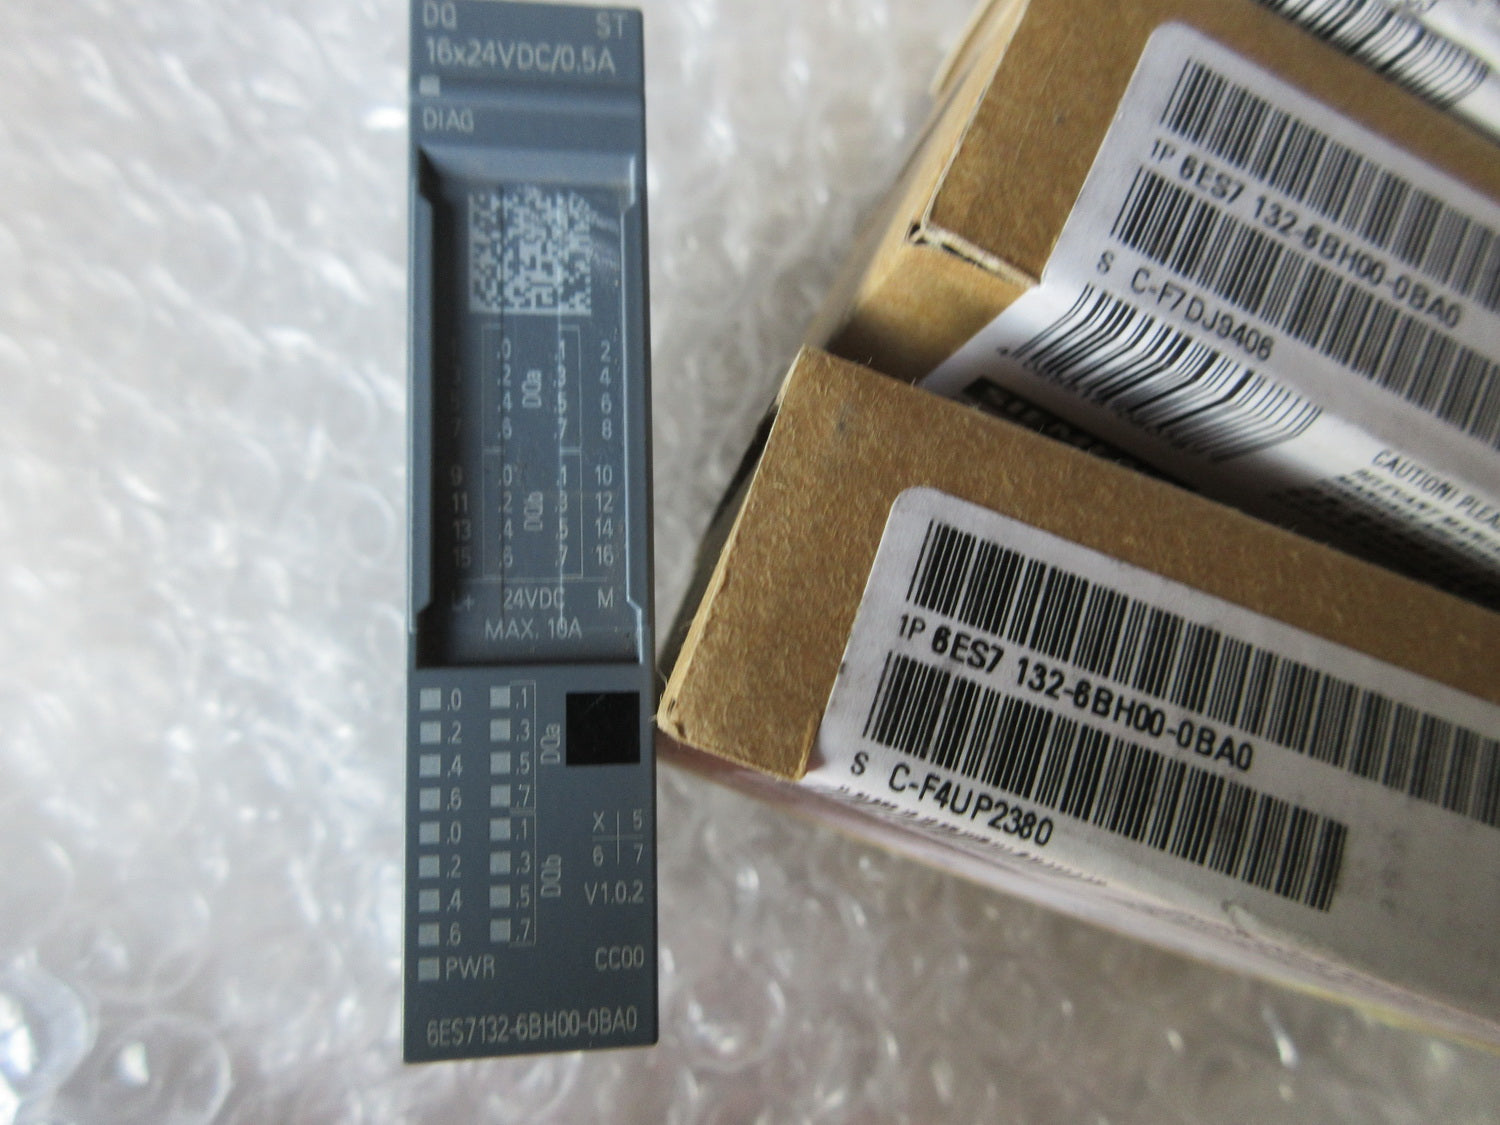 DQ ST
16x24VDC/0.5A
DIAG
.0 .1 2
.2 .3 4
DQa
.4 .5 6
7 .6 .7 8
9 .0 .1 10
11 .2 .3 12
DQb
13 .4 .5 14
15 .6 .7 16
L+ 24VDC M
MAX. 10A
.0 .1
.2 .3
DQa
.4 .5
.6 .7
.0 .1
X 5
6 7
.2 .3
DQb
.4 .5
V1.0.2
.6 .7
PWR CC00
6ES7132-6BH00-0BA0
1P 6ES7 132-6BH00-0BA0
S C-F7DJ9406
SIEMENS
CAUTION! PLEA
RELEVANT MANU
1P 6ES7 132-6BH00-0BA0
S C-F4UP2380